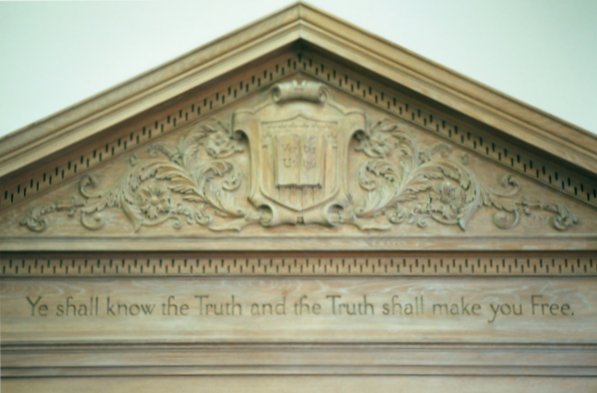 Ye shall know the Truth and the Truth shall make you Free.